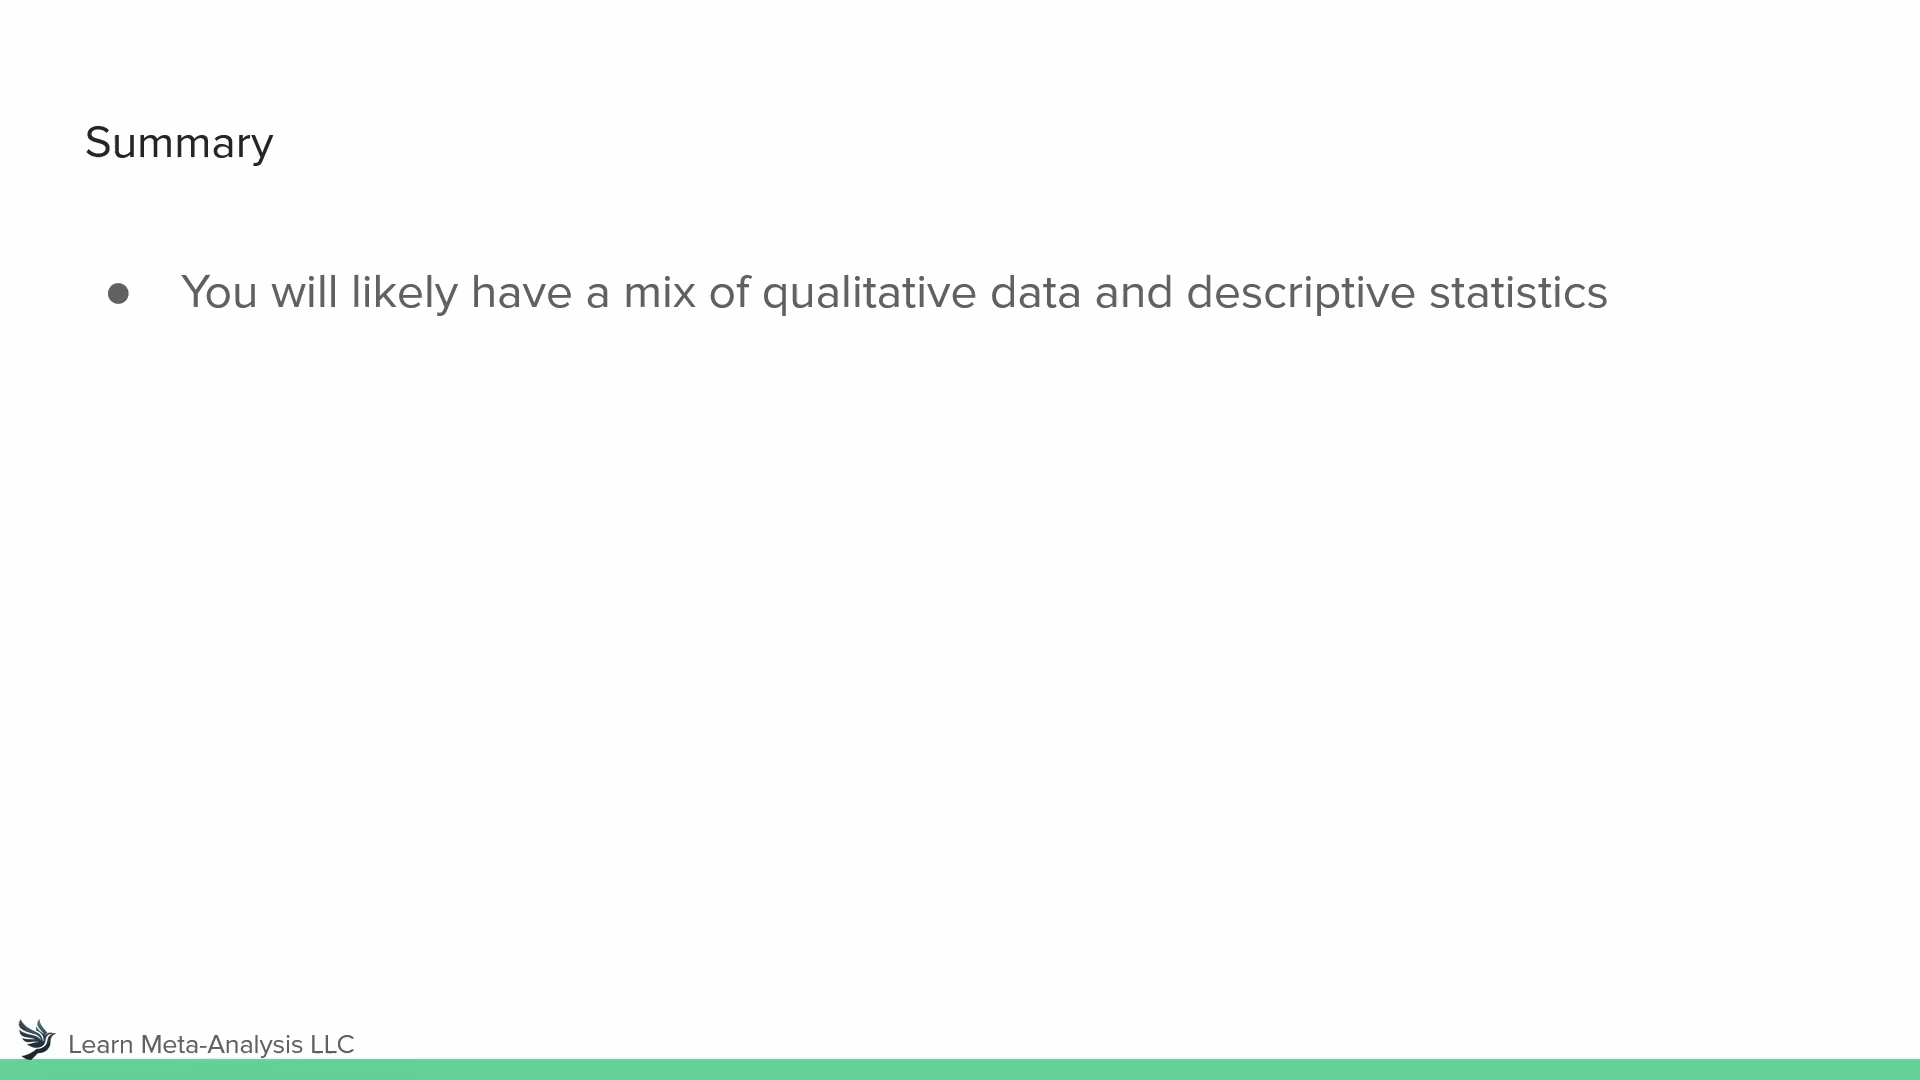 Summary
● You will likely have a mix of qualitative data and descriptive statistics
Learn Meta-Analysis LLC